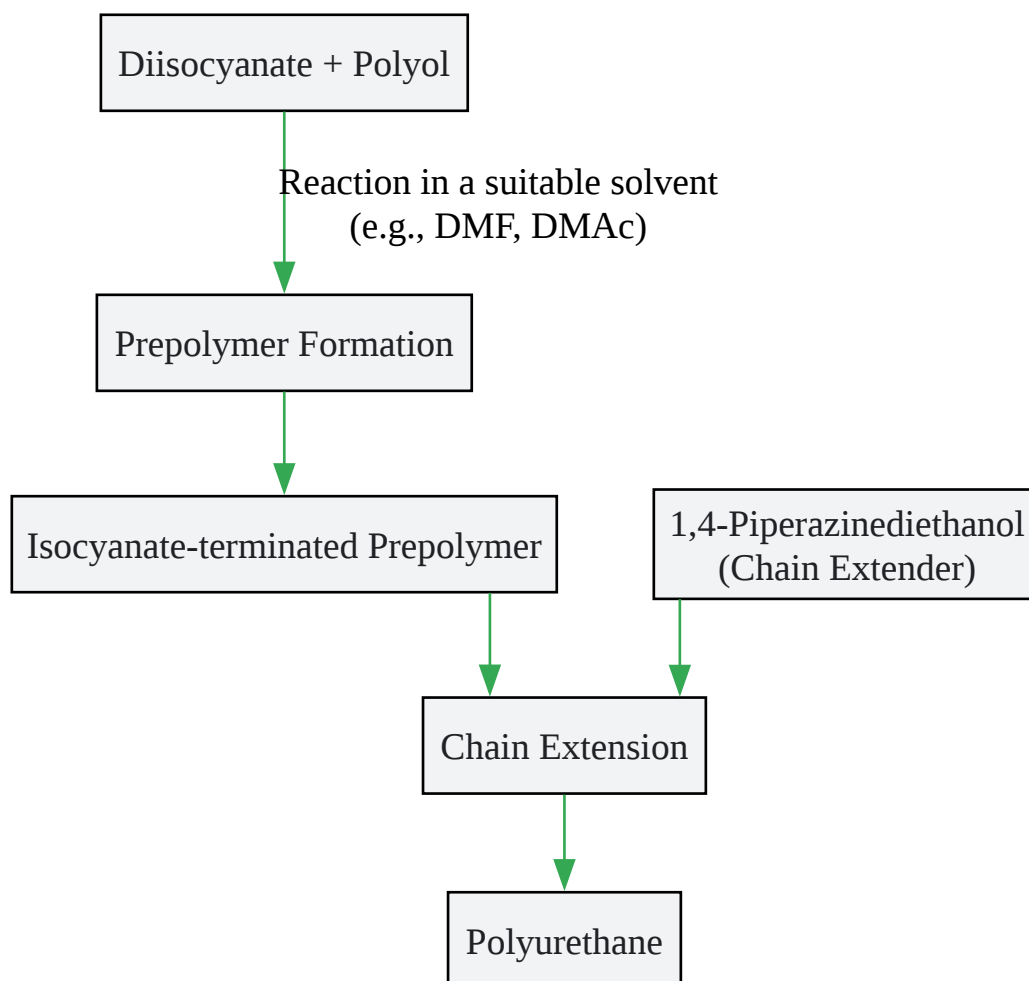 Diisocyanate + Polyol
Reaction in a suitable solvent
(e.g., DMF, DMAc)
Prepolymer Formation
Isocyanate-terminated Prepolymer
1,4-Piperazinediethanol
(Chain Extender)
Chain Extension
Polyurethane